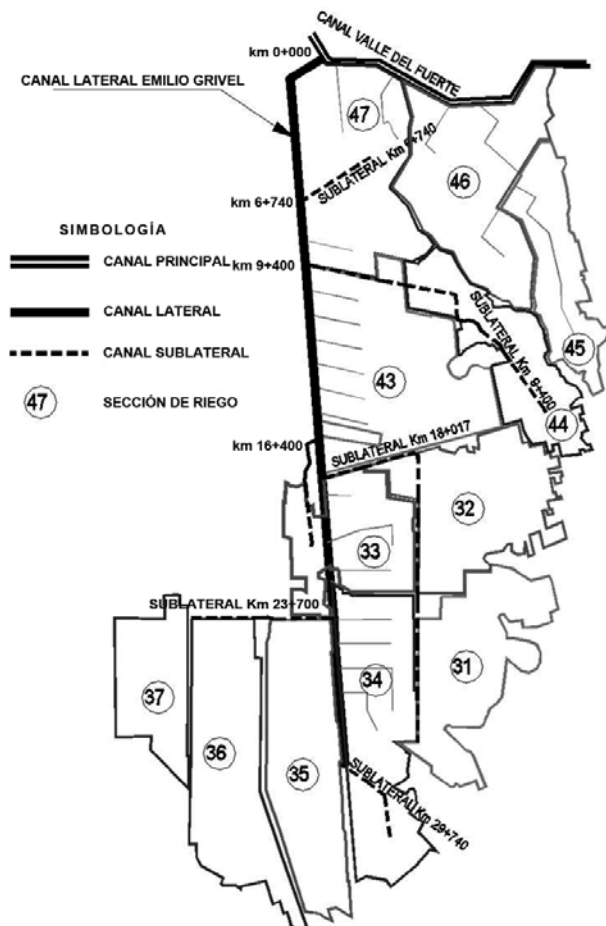 km 0+000
CANAL VALLE DEL FUERTE
CANAL LATERAL EMILIO GRIVEL
47
SUBLATERAL Km 6+740
46
km 6+740
SIMBOLOGÍA
CANAL PRINCIPAL
km 9+400
CANAL LATERAL
CANAL SUBLATERAL
SUBLATERAL Km 9+400
45
47
SECCIÓN DE RIEGO
43
44
km 16+400
SUBLATERAL Km 18+017
32
33
SUBLATERAL Km 23+700
31
34
37
36
35
SUBLATERAL Km 29+740